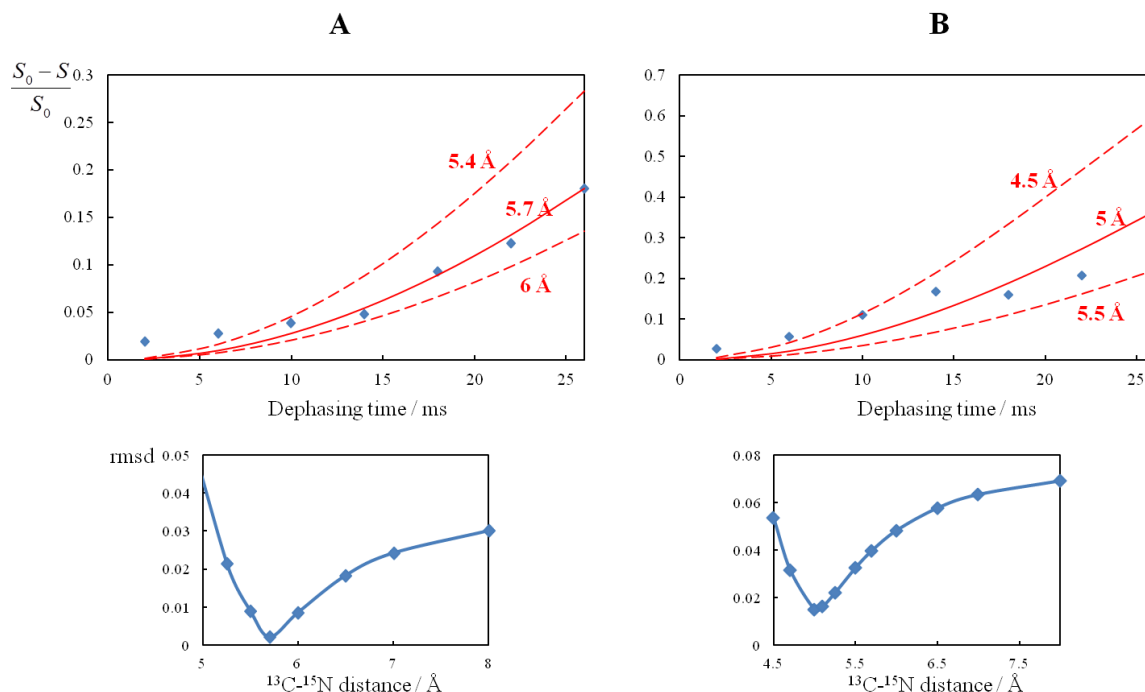 A
B
S₀ − S
S₀
0.3
0.25
0.2
0.15
0.1
0.05
0
5.4 Å
5.7 Å
6 Å
0 5 10 15 20 25
Dephasing time / ms
0.7
0.6
0.5
0.4
0.3
0.2
0.1
0
4.5 Å
5 Å
5.5 Å
0 5 10 15 20 25
Dephasing time / ms
rmsd
0.05
0.04
0.03
0.02
0.01
0
5 6 7 8
¹³C-¹⁵N distance / Å
0.08
0.06
0.04
0.02
0
4.5 5.5 6.5 7.5
¹³C-¹⁵N distance / Å